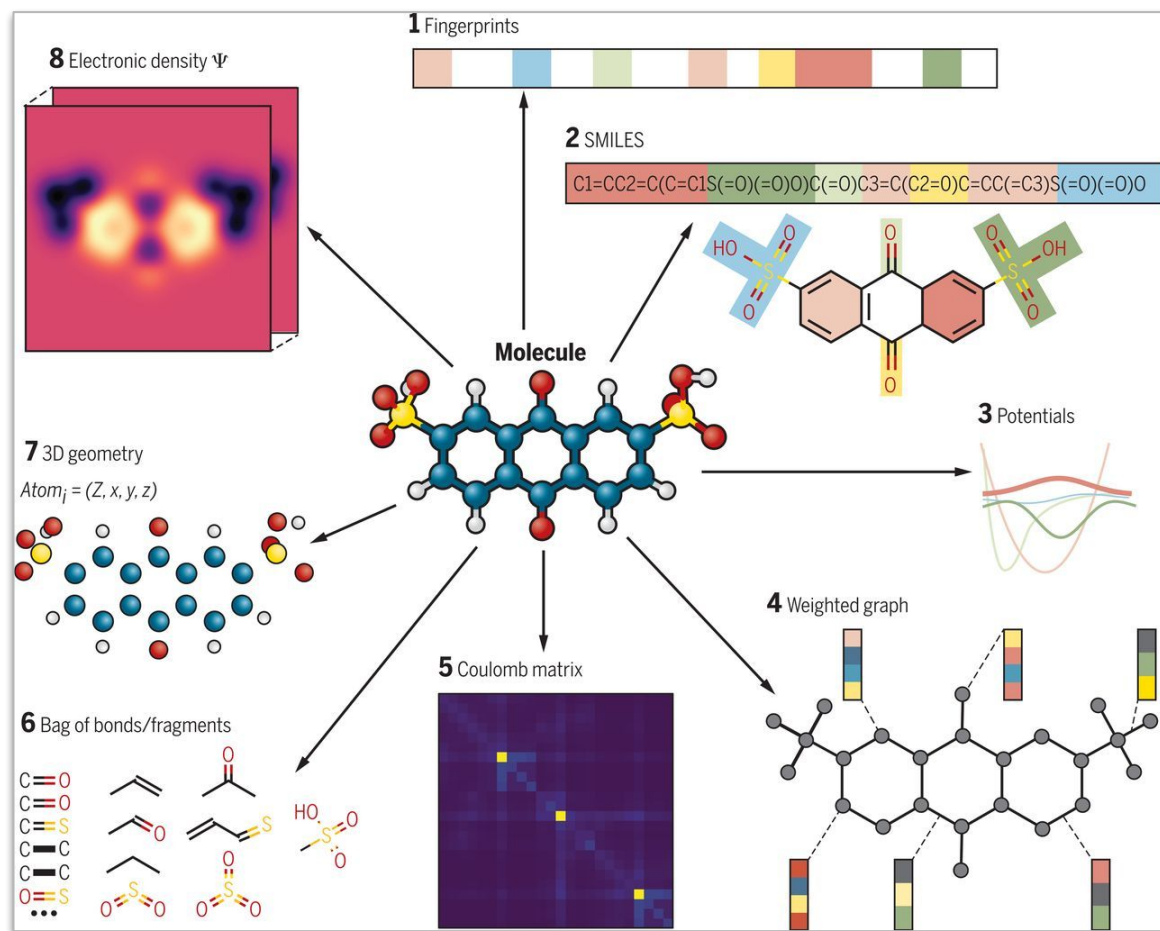 1 Fingerprints
8 Electronic density Ψ
2 SMILES
C1=CC2=C(C=C1S(=O)(=O)O)C(=O)C3=C(C2=O)C=CC(=C3)S(=O)(=O)O
O
HO
O
S
O
O
O
S
OH
O
O
Molecule
3 Potentials
7 3D geometry
Atomi = (Z, x, y, z)
4 Weighted graph
5 Coulomb matrix
6 Bag of bonds/fragments
C=O
C=O
C=S
C C
C C
O=S
•••
O
O
S
O
S
O
S
O
O
O
HO
S
O
O